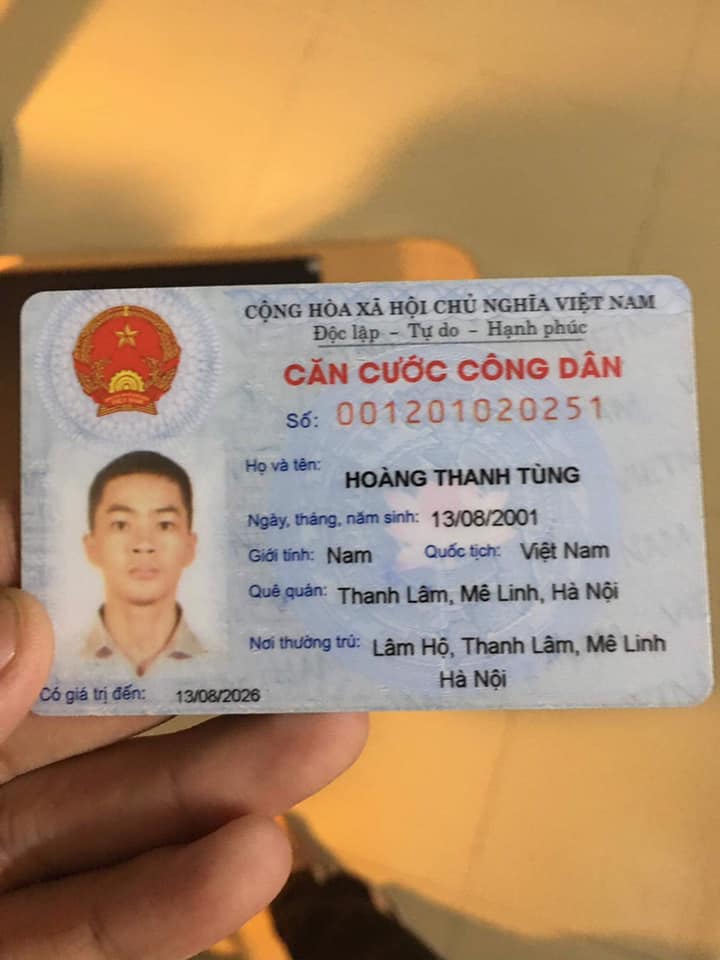 CỘNG HÒA XÃ HỘI CHỦ NGHĨA VIỆT NAM
Độc lập - Tự do - Hạnh phúc
CĂN CƯỚC CÔNG DÂN
Số: 001201020251
Họ và tên: HOÀNG THANH TÙNG
Ngày, tháng, năm sinh: 13/08/2001
Giới tính: Nam Quốc tịch: Việt Nam
Quê quán: Thanh Lâm, Mê Linh, Hà Nội
Nơi thường trú: Lâm Hộ, Thanh Lâm, Mê Linh
Hà Nội
Có giá trị đến: 13/08/2026